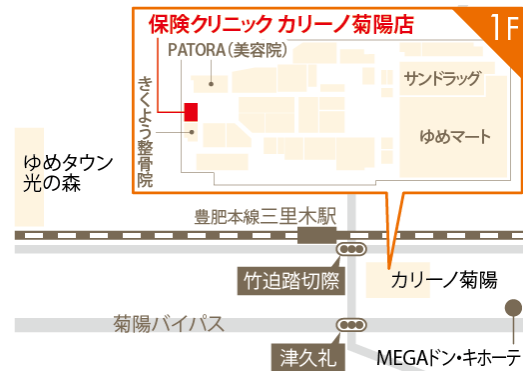 保険クリニック カリーノ菊陽店
1F
PATORA（美容院）
サンドラッグ
きくよう整骨院
ゆめマート
ゆめタウン
光の森
豊肥本線三里木駅
竹迫踏切際
カリーノ菊陽
菊陽バイパス
津久礼
MEGAドン・キホーテ